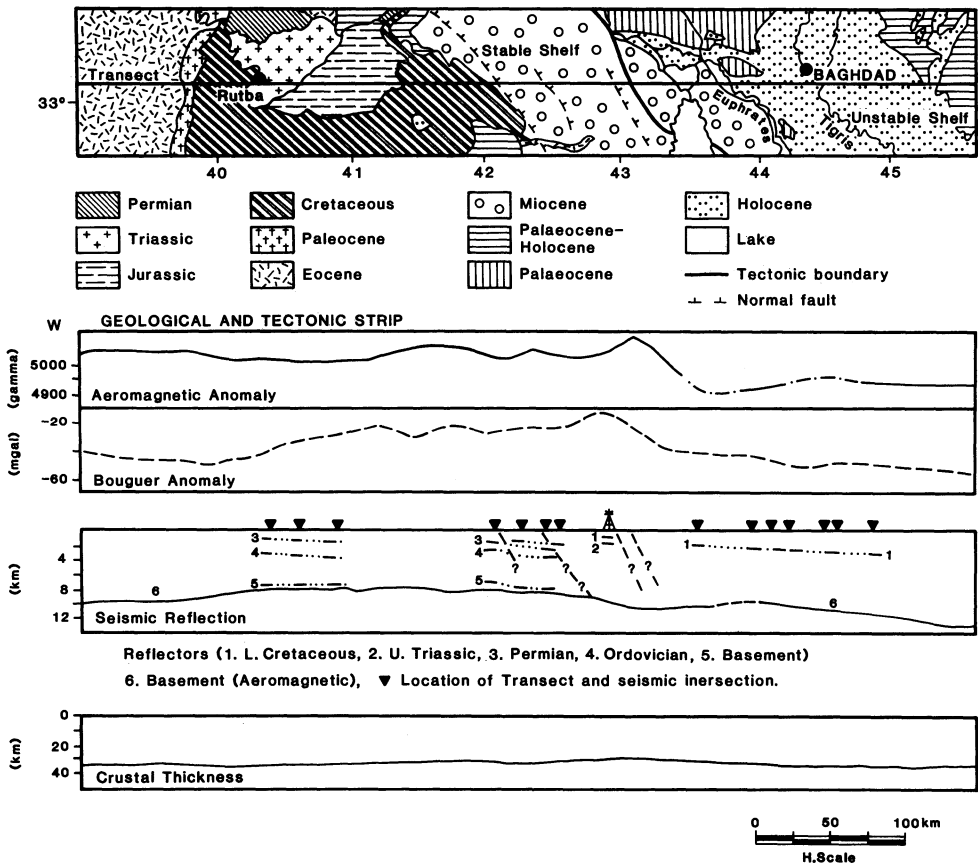 Transect
Stable Shelf
BAGHDAD
Rutba
33°
Euphrates
Tigris
Unstable Shelf
40 41 42 43 44 45
Permian Cretaceous Miocene Holocene
Triassic Paleocene Palaeocene-Holocene Lake
Jurassic Eocene Palaeocene Tectonic boundary
Normal fault
W GEOLOGICAL AND TECTONIC STRIP
(gamma)
5000
4900
Aeromagnetic Anomaly
(mgal)
-20
-60
Bouguer Anomaly
(km)
4
8
12
3 3 1 1 1
4 4 2
5 5
? ? ? ?
6 6
Seismic Reflection
Reflectors (1. L. Cretaceous, 2. U. Triassic, 3. Permian, 4. Ordovician, 5. Basement)
6. Basement (Aeromagnetic), ▼ Location of Transect and seismic inersection.
(km)
0
20
40
Crustal Thickness
0 50 100km
H.Scale